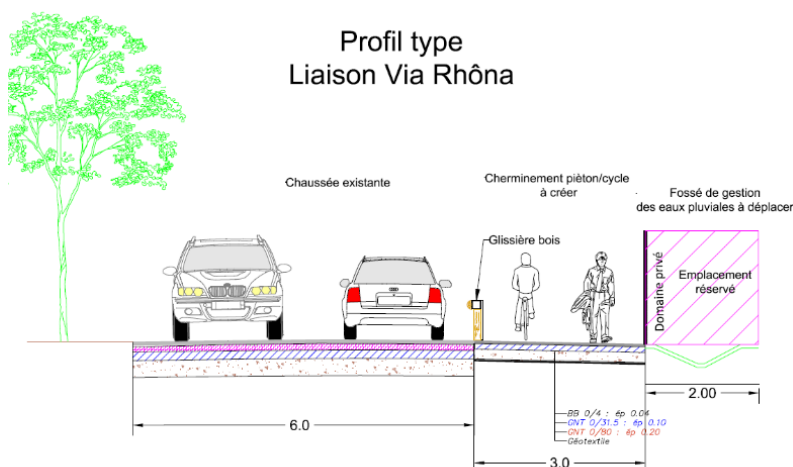 Profil type
Liaison Via Rhôna
Chaussée existante
Cherminement pièton/cycle
à créer
Fossé de gestion
des eaux pluviales à déplacer
Glissière bois
Domaine privé
Emplacement
réservé
2.00
BB 0/4 : ép 0.04
GNT 0/31.5 : ép 0.10
GNT 0/80 : ép 0.20
Géotextile
6.0
3.0